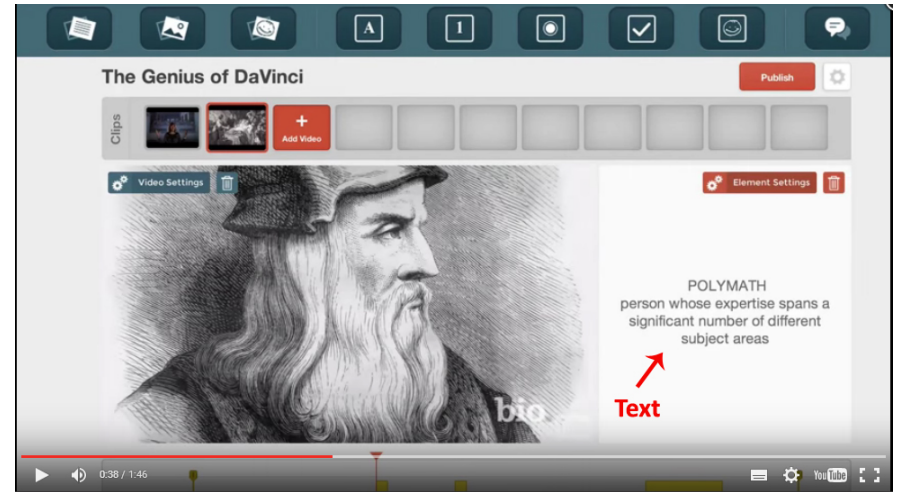 A
1
The Genius of DaVinci
Publish
Clips
Add Video
Video Settings
Element Settings
POLYMATH
person whose expertise spans a
significant number of different
subject areas
Text
bio
0:38 / 1:46
YouTube